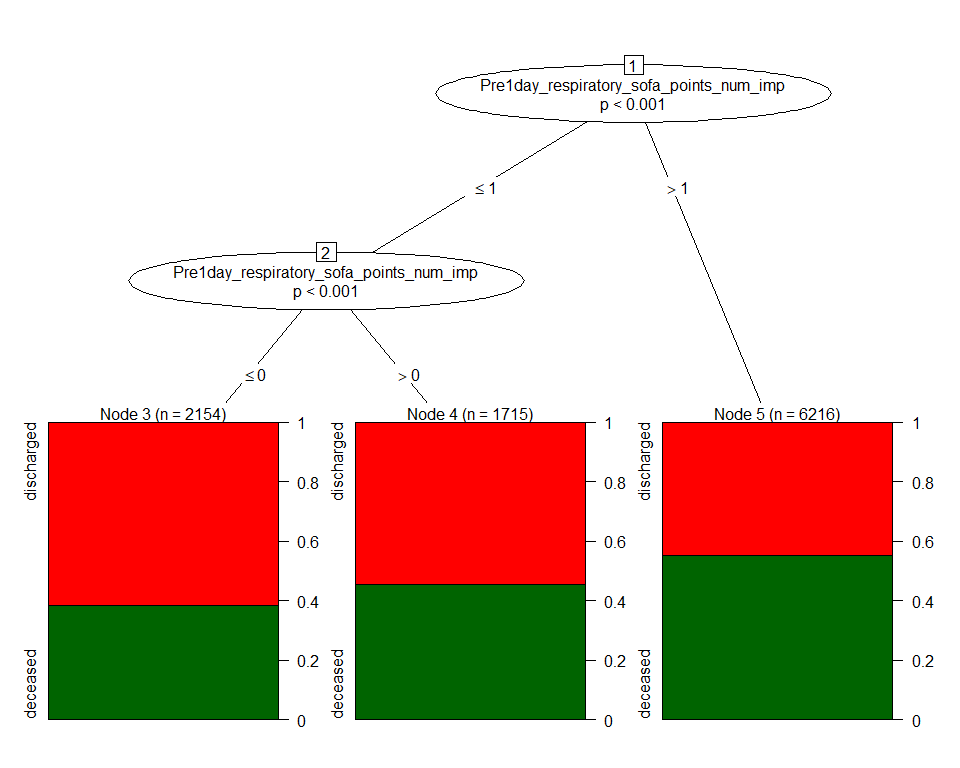 1
Pre1day_respiratory_sofa_points_num_imp
p < 0.001
≤ 1
> 1
2
Pre1day_respiratory_sofa_points_num_imp
p < 0.001
≤ 0
> 0
Node 3 (n = 2154)
discharged
deceased
1
0.8
0.6
0.4
0.2
0
Node 4 (n = 1715)
discharged
deceased
1
0.8
0.6
0.4
0.2
0
Node 5 (n = 6216)
discharged
deceased
1
0.8
0.6
0.4
0.2
0